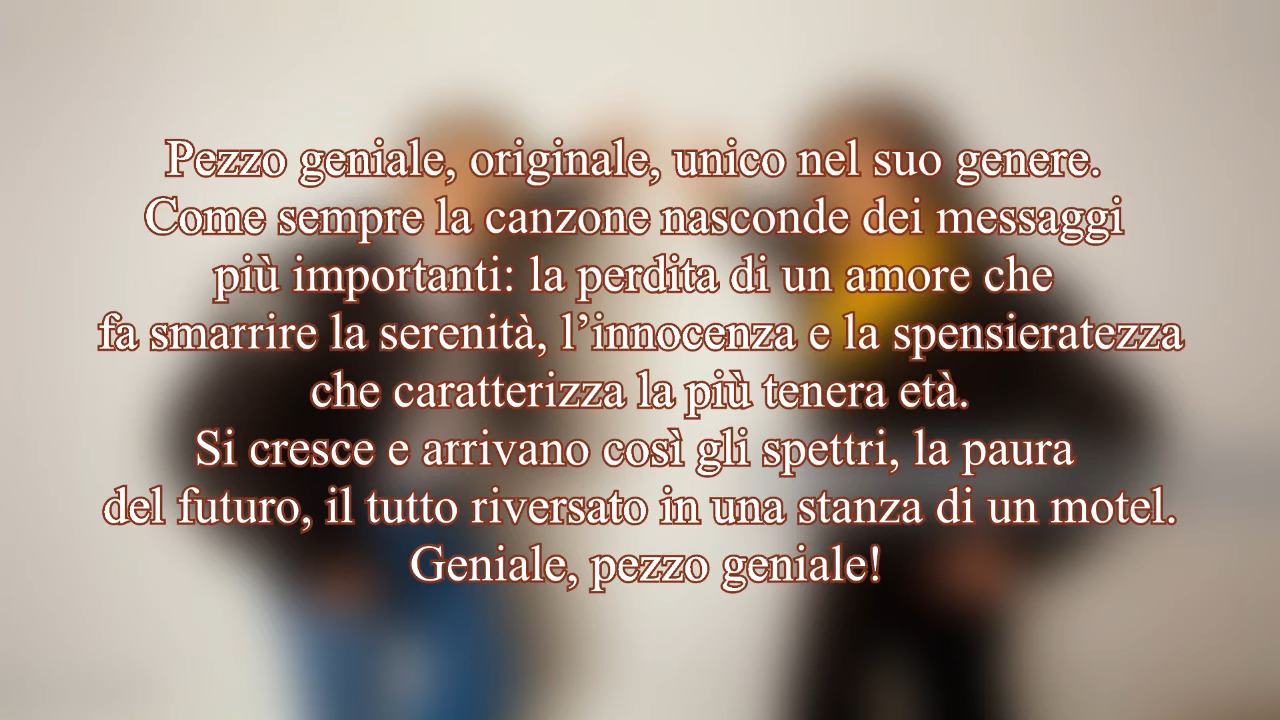 Pezzo geniale, originale, unico nel suo genere.
Come sempre la canzone nasconde dei messaggi
più importanti: la perdita di un amore che
fa smarrire la serenità, l’innocenza e la spensieratezza
che caratterizza la più tenera età.
Si cresce e arrivano così gli spettri, la paura
del futuro, il tutto riversato in una stanza di un motel.
Geniale, pezzo geniale!